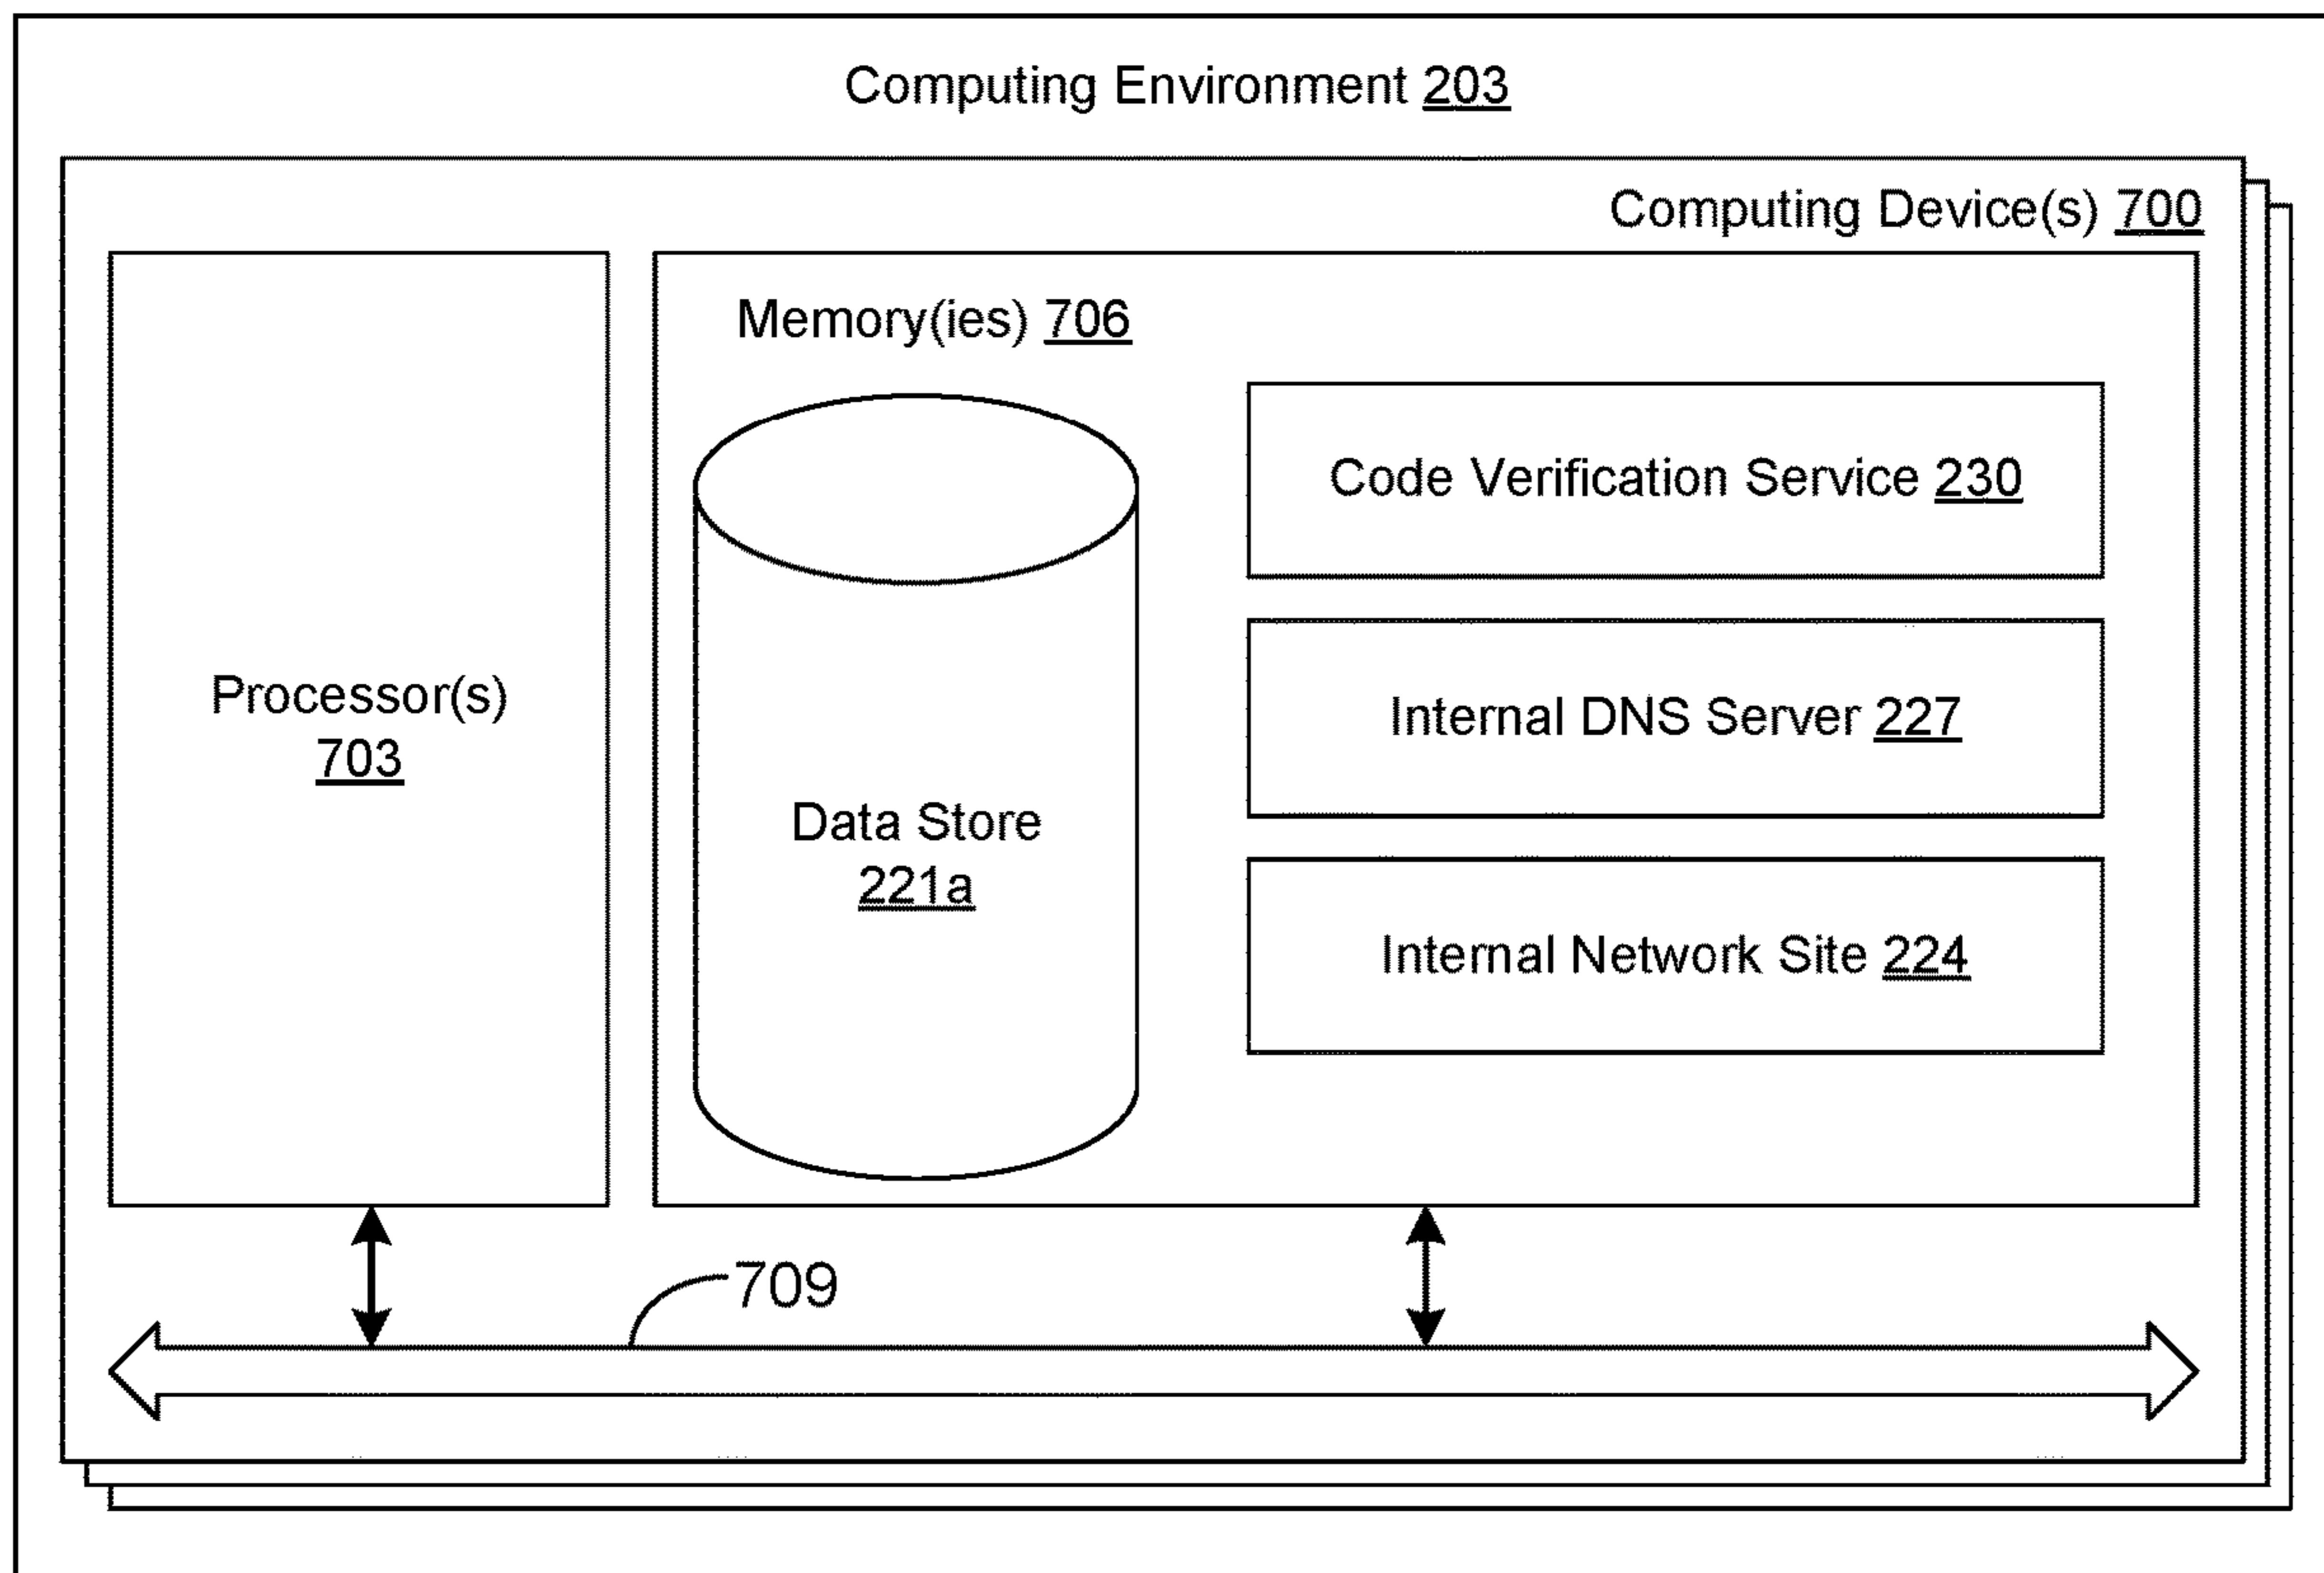 Computing Environment 203
Computing Device(s) 700
Memory(ies) 706
Code Verification Service 230
Processor(s)
703
Internal DNS Server 227
Data Store
221a
Internal Network Site 224
709